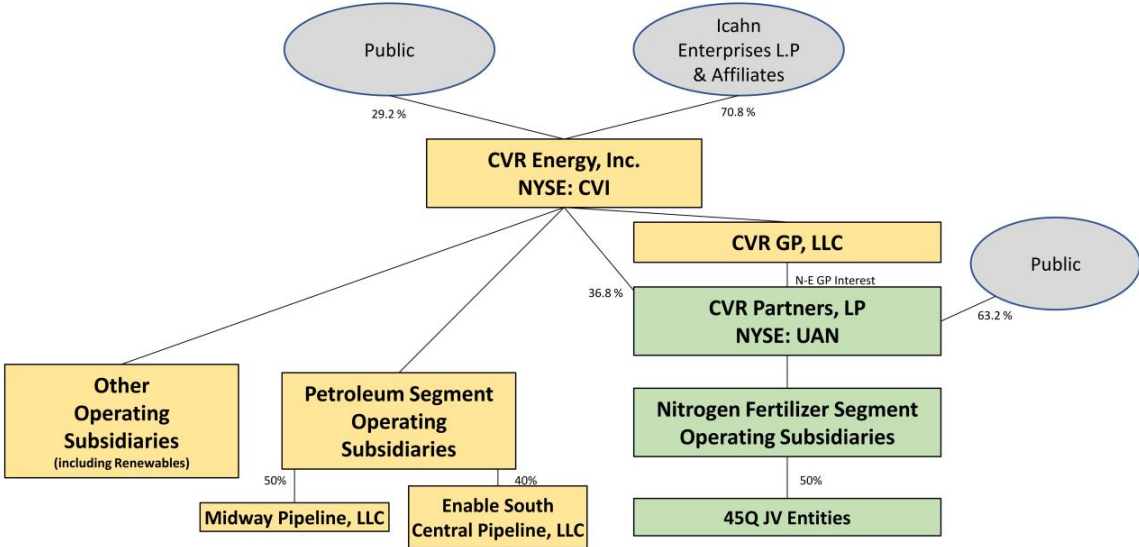 Public
Icahn
Enterprises L.P
& Affiliates
29.2 %
70.8 %
CVR Energy, Inc.
NYSE: CVI
CVR GP, LLC
Public
N-E GP Interest
36.8 %
CVR Partners, LP
NYSE: UAN
63.2 %
Other
Operating
Subsidiaries
(including Renewables)
Petroleum Segment
Operating
Subsidiaries
Nitrogen Fertilizer Segment
Operating Subsidiaries
50%
40%
50%
Midway Pipeline, LLC
Enable South
Central Pipeline, LLC
45Q JV Entities